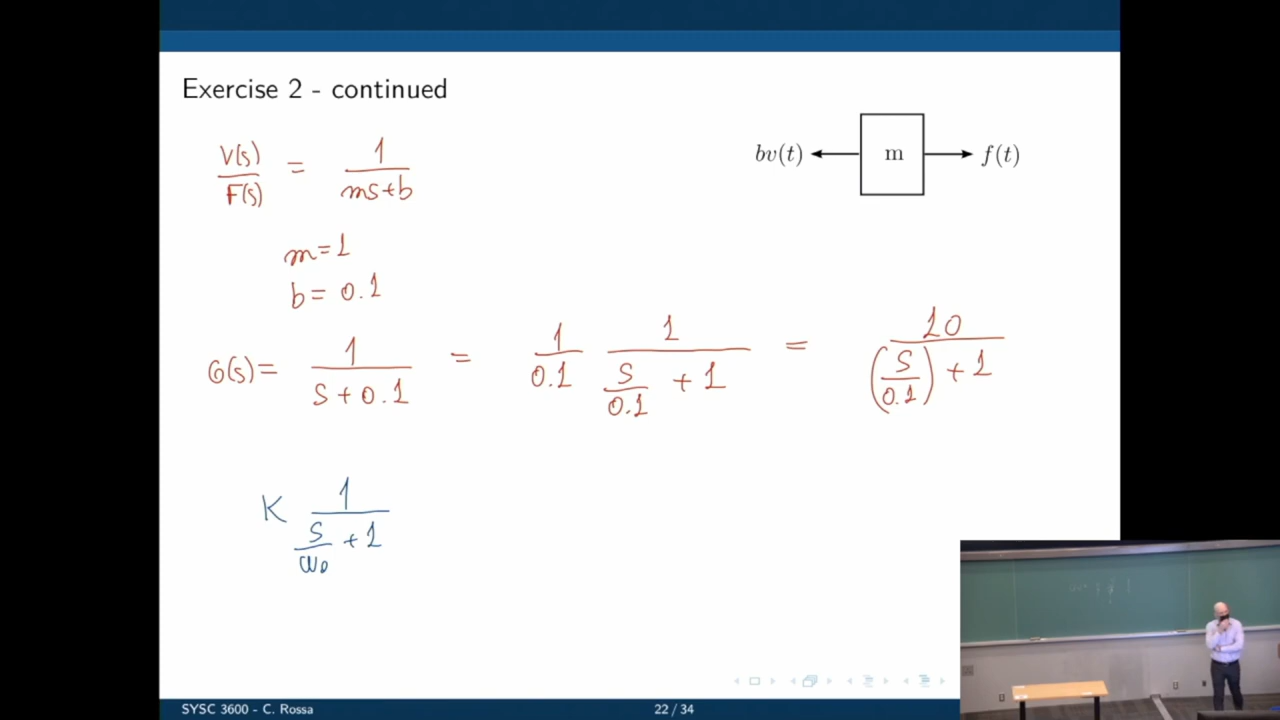 Exercise 2 - continued
V(s)/F(s) = 1/(ms+b)
bv(t) m f(t)
m=1
b= 0.1
G(s)= 1/(s+0.1) = 1/0.1 1/(s/0.1 + 1) = 10/((s/0.1) + 1)
K 1/(s/ω0 + 1)
SYSC 3600 - C. Rossa 22 / 34